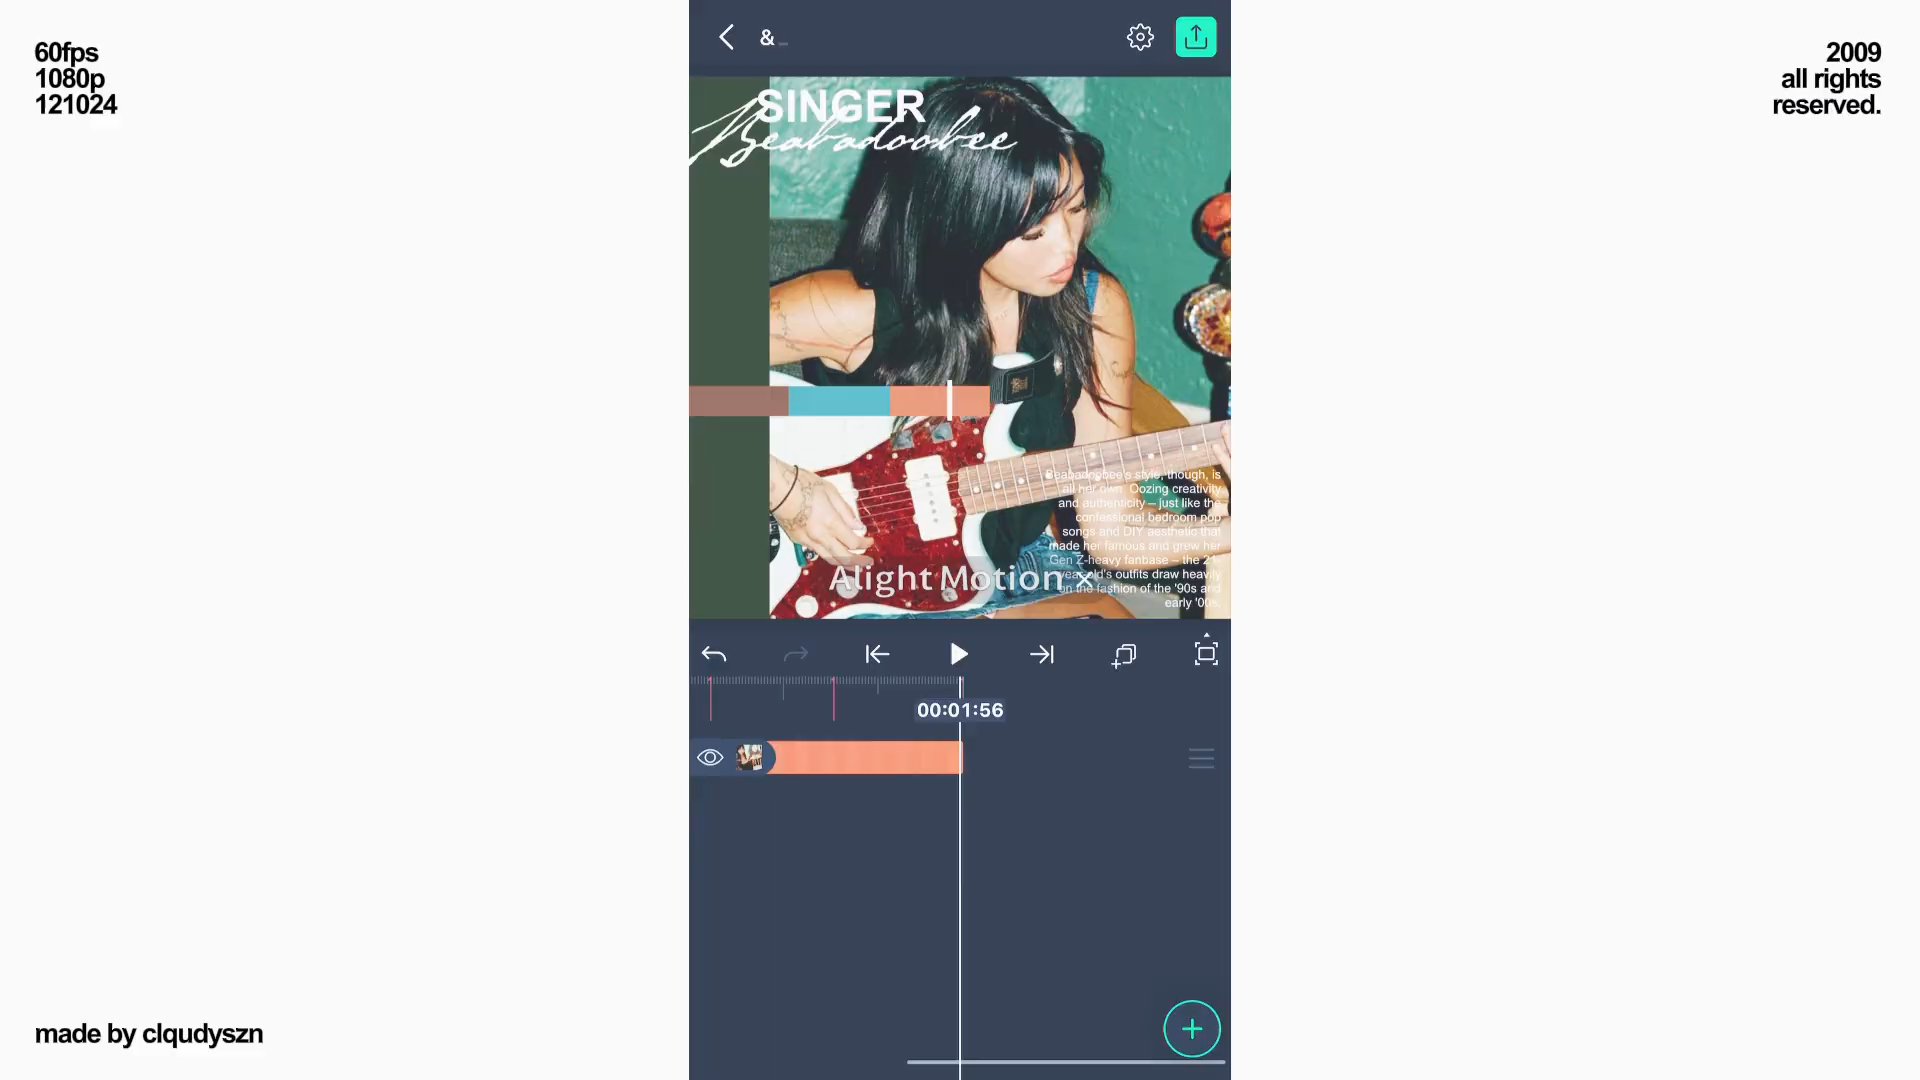 60fps
1080p
121024
2009
all rights
reserved.
&
SINGER
Beabadoobee
Beabadoobee's style, though, is
all her own. Oozing creativity
and authenticity – just like the
confessional bedroom pop
songs and DIY aesthetic that
made her famous and grew her
Gen Z-heavy fanbase – the 21-
year-old's outfits draw heavily
on the fashion of the '90s and
early '00s.
Alight Motion
00:01:56
made by clqudyszn